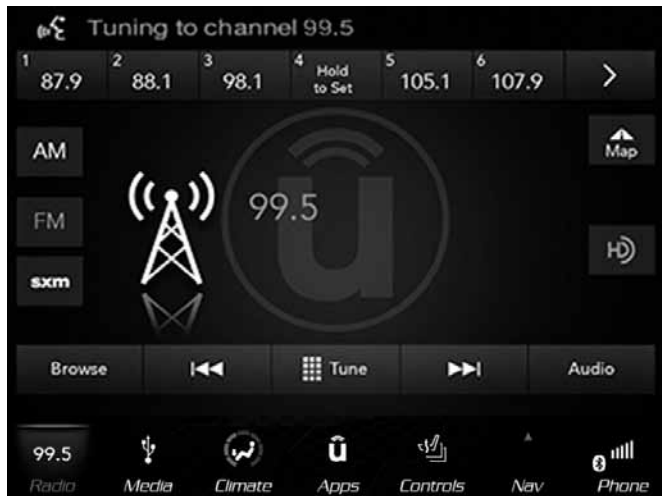 Tuning to channel 99.5
1 87.9 2 88.1 3 98.1 4 Hold to Set 5 105.1 6 107.9
AM
Map
99.5
FM
HD
sxm
Browse Tune Audio
99.5
Radio Media Climate Apps Controls Nav Phone